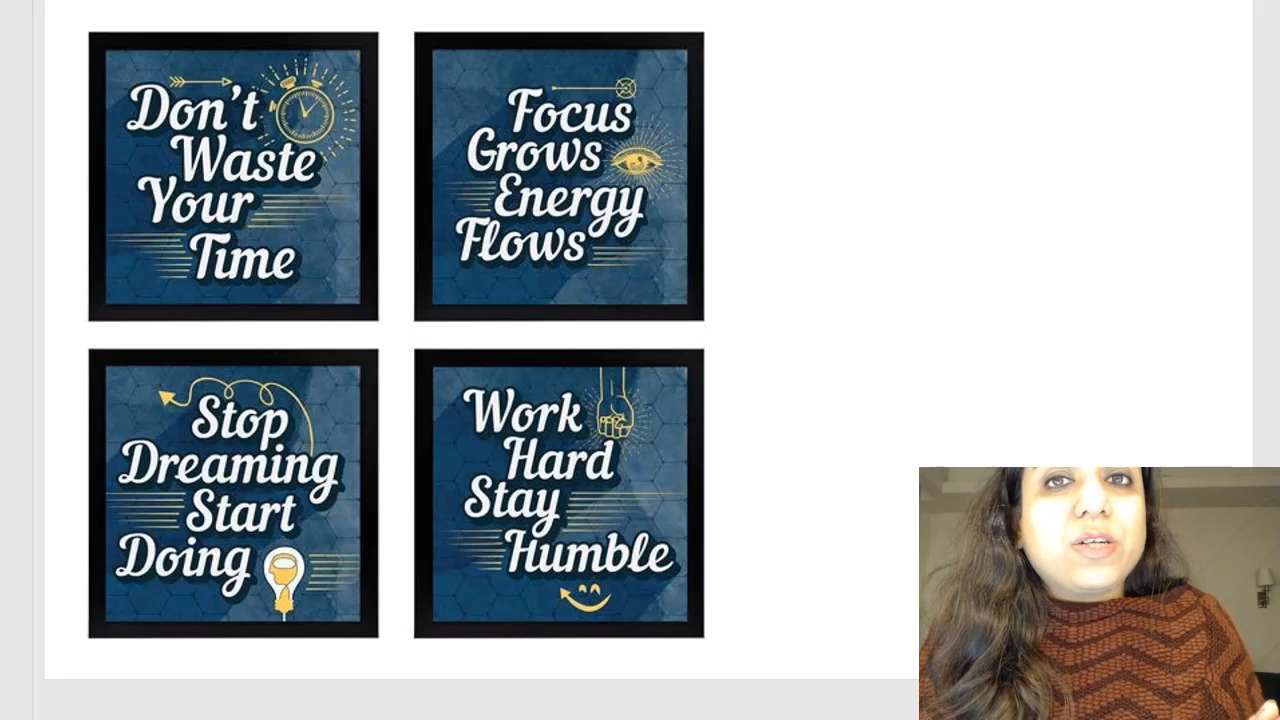 Don't
Waste
Your
Time
Focus
Grows
Energy
Flows
Stop
Dreaming
Start
Doing
Work
Hard
Stay
Humble